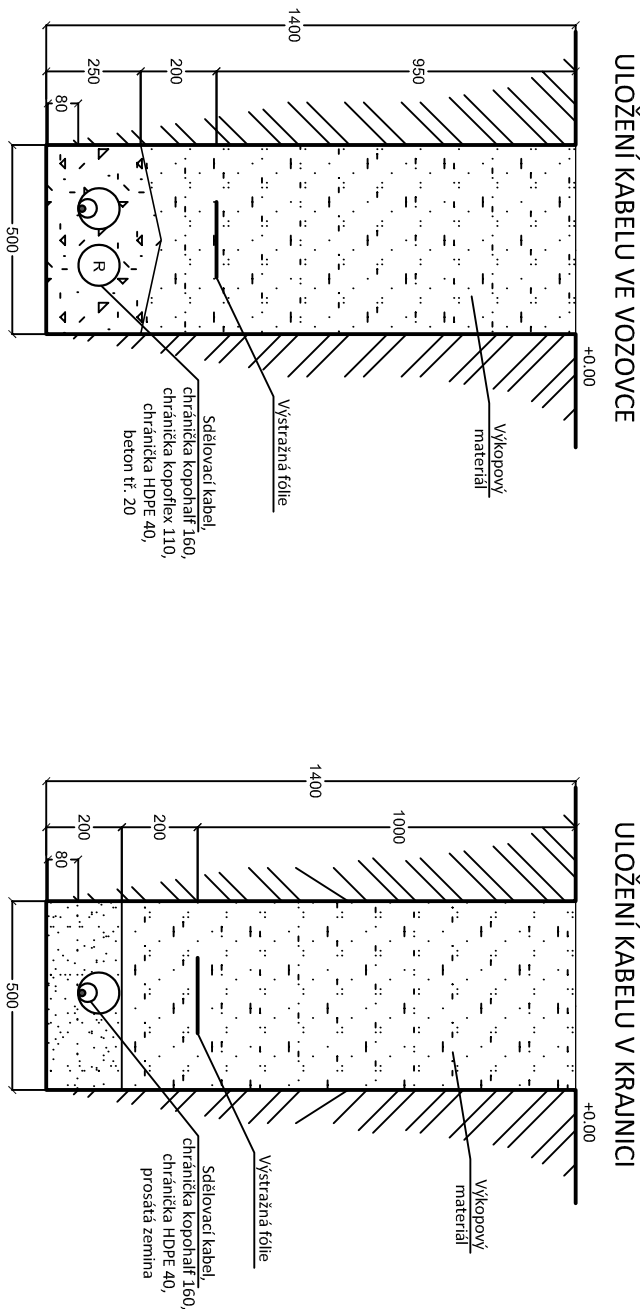 ULOŽENÍ KABELU VE VOZOVCE
1400
250
200
950
80
500
+0.00
R
Výkopový
materiál
Výstražná fólie
Sdělovací kabel,
chránička kopohalf 160,
chránička kopoflex 110,
chránička HDPE 40,
beton tř. 20
ULOŽENÍ KABELU V KRAJNICI
1400
200
200
1000
80
500
+0.00
Výkopový
materiál
Výstražná fólie
Sdělovací kabel,
chránička kopohalf 160,
chránička HDPE 40,
prosátá zemina